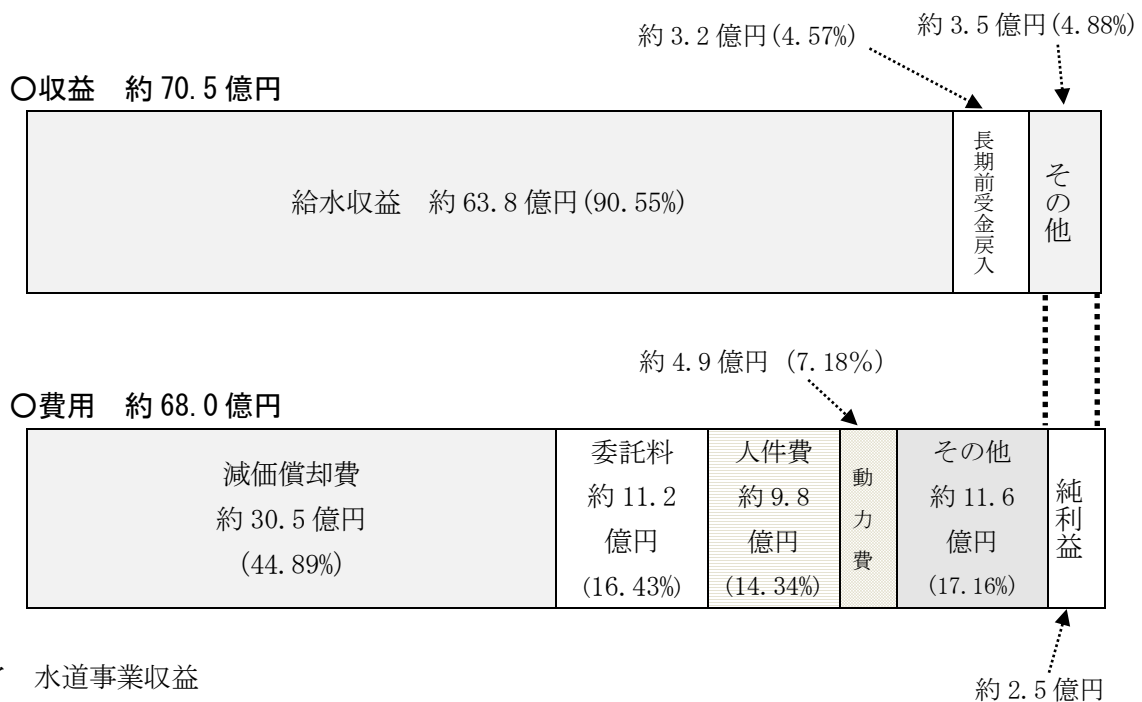 約 3.2 億円(4.57%)
約 3.5 億円(4.88%)
〇収益 約 70.5 億円
給水収益 約 63.8 億円(90.55%)
長期前受金戻入
その他
約 4.9 億円 (7.18%)
〇費用 約 68.0 億円
減価償却費
約 30.5 億円
(44.89%)
委託料
約 11.2
億円
(16.43%)
人件費
約 9.8
億円
(14.34%)
動力費
その他
約 11.6
億円
(17.16%)
純利益
水道事業収益
約 2.5 億円